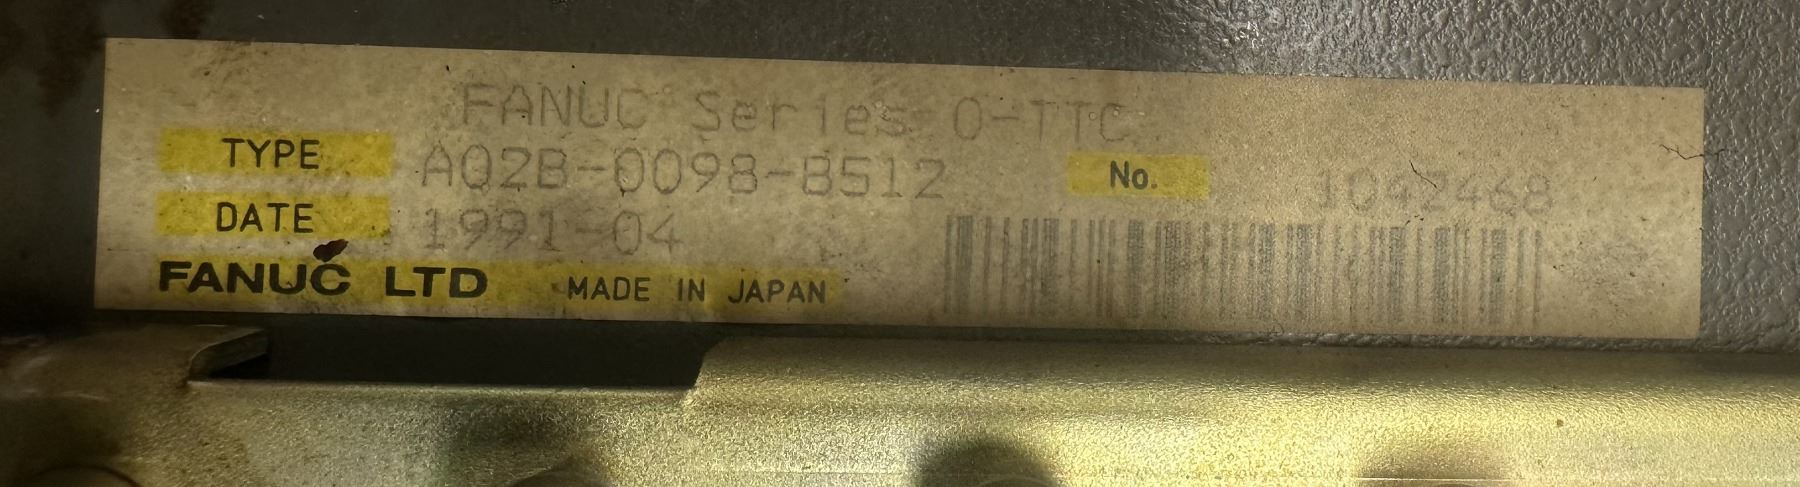 FANUC Series 0-TTC
TYPE A02B-0098-B512 No. 1042468
DATE 1991-04
FANUC LTD MADE IN JAPAN